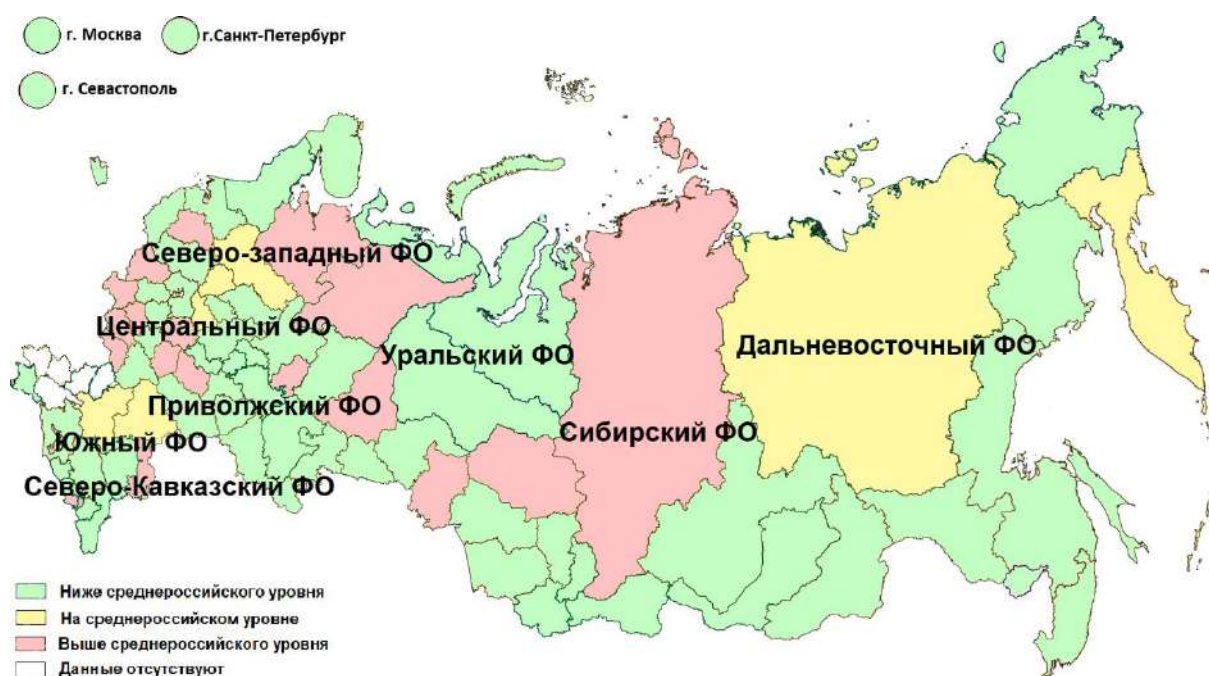 г. Москва
г.Санкт-Петербург
г. Севастополь
Северо-западный ФО
Центральный ФО
Уральский ФО
Дальневосточный ФО
Приволжский ФО
Южный ФО
Сибирский ФО
Северо-Кавказский ФО
Ниже среднероссийского уровня
На среднероссийском уровне
Выше среднероссийского уровня
Данные отсутствуют